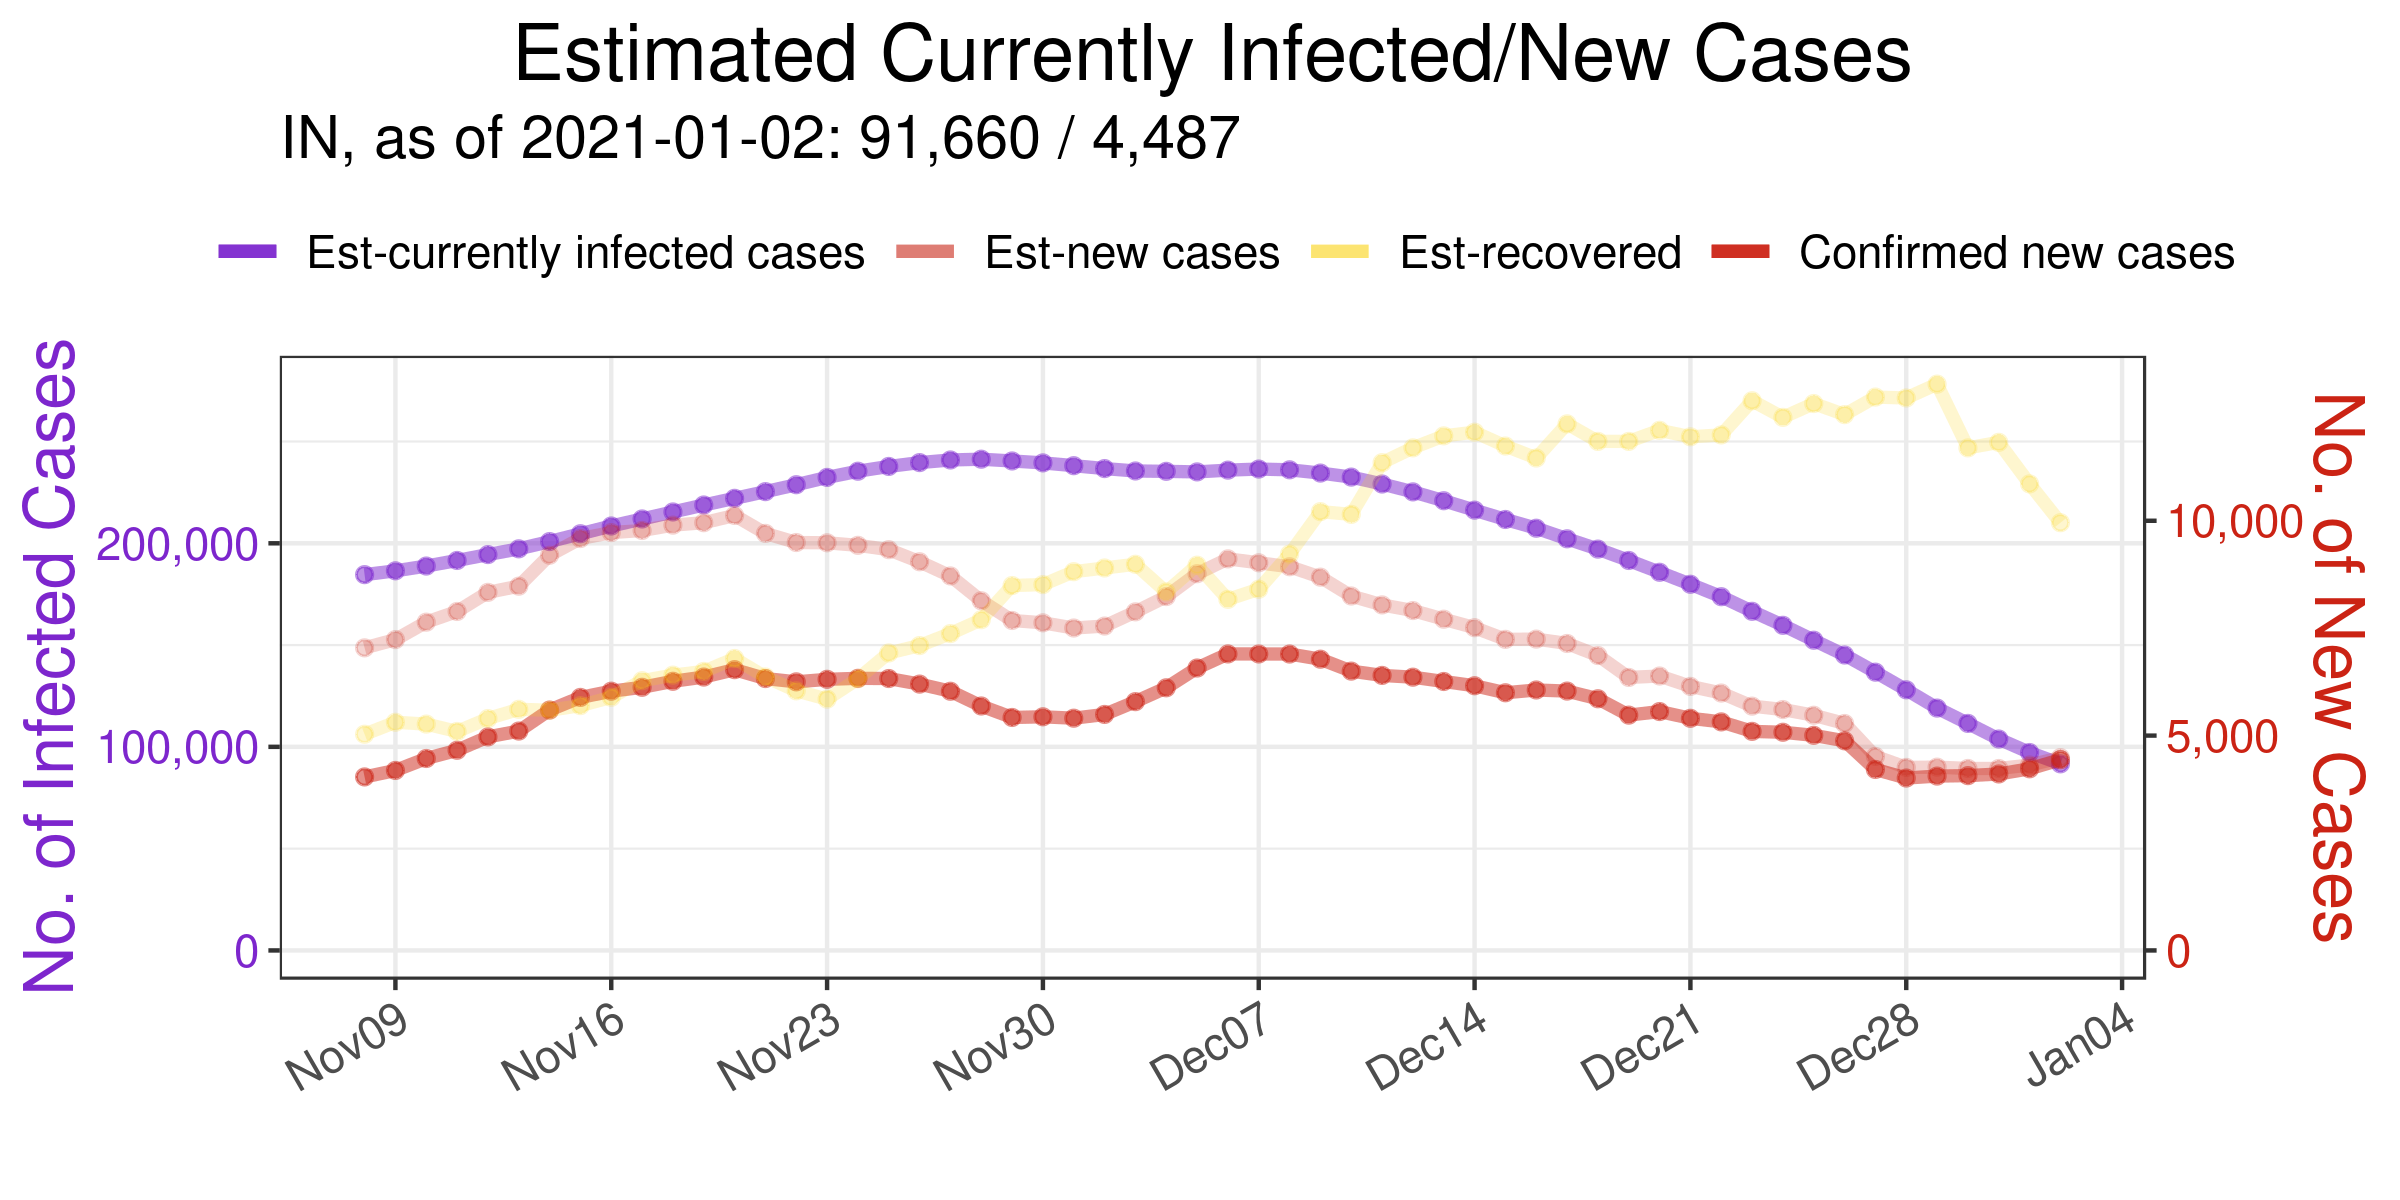 Estimated Currently Infected/New Cases
IN, as of 2021-01-02: 91,660 / 4,487
Est-currently infected cases Est-new cases Est-recovered Confirmed new cases
No. of Infected Cases
200,000
100,000
0
10,000
5,000
0
No. of New Cases
Nov09 Nov16 Nov23 Nov30 Dec07 Dec14 Dec21 Dec28 Jan04